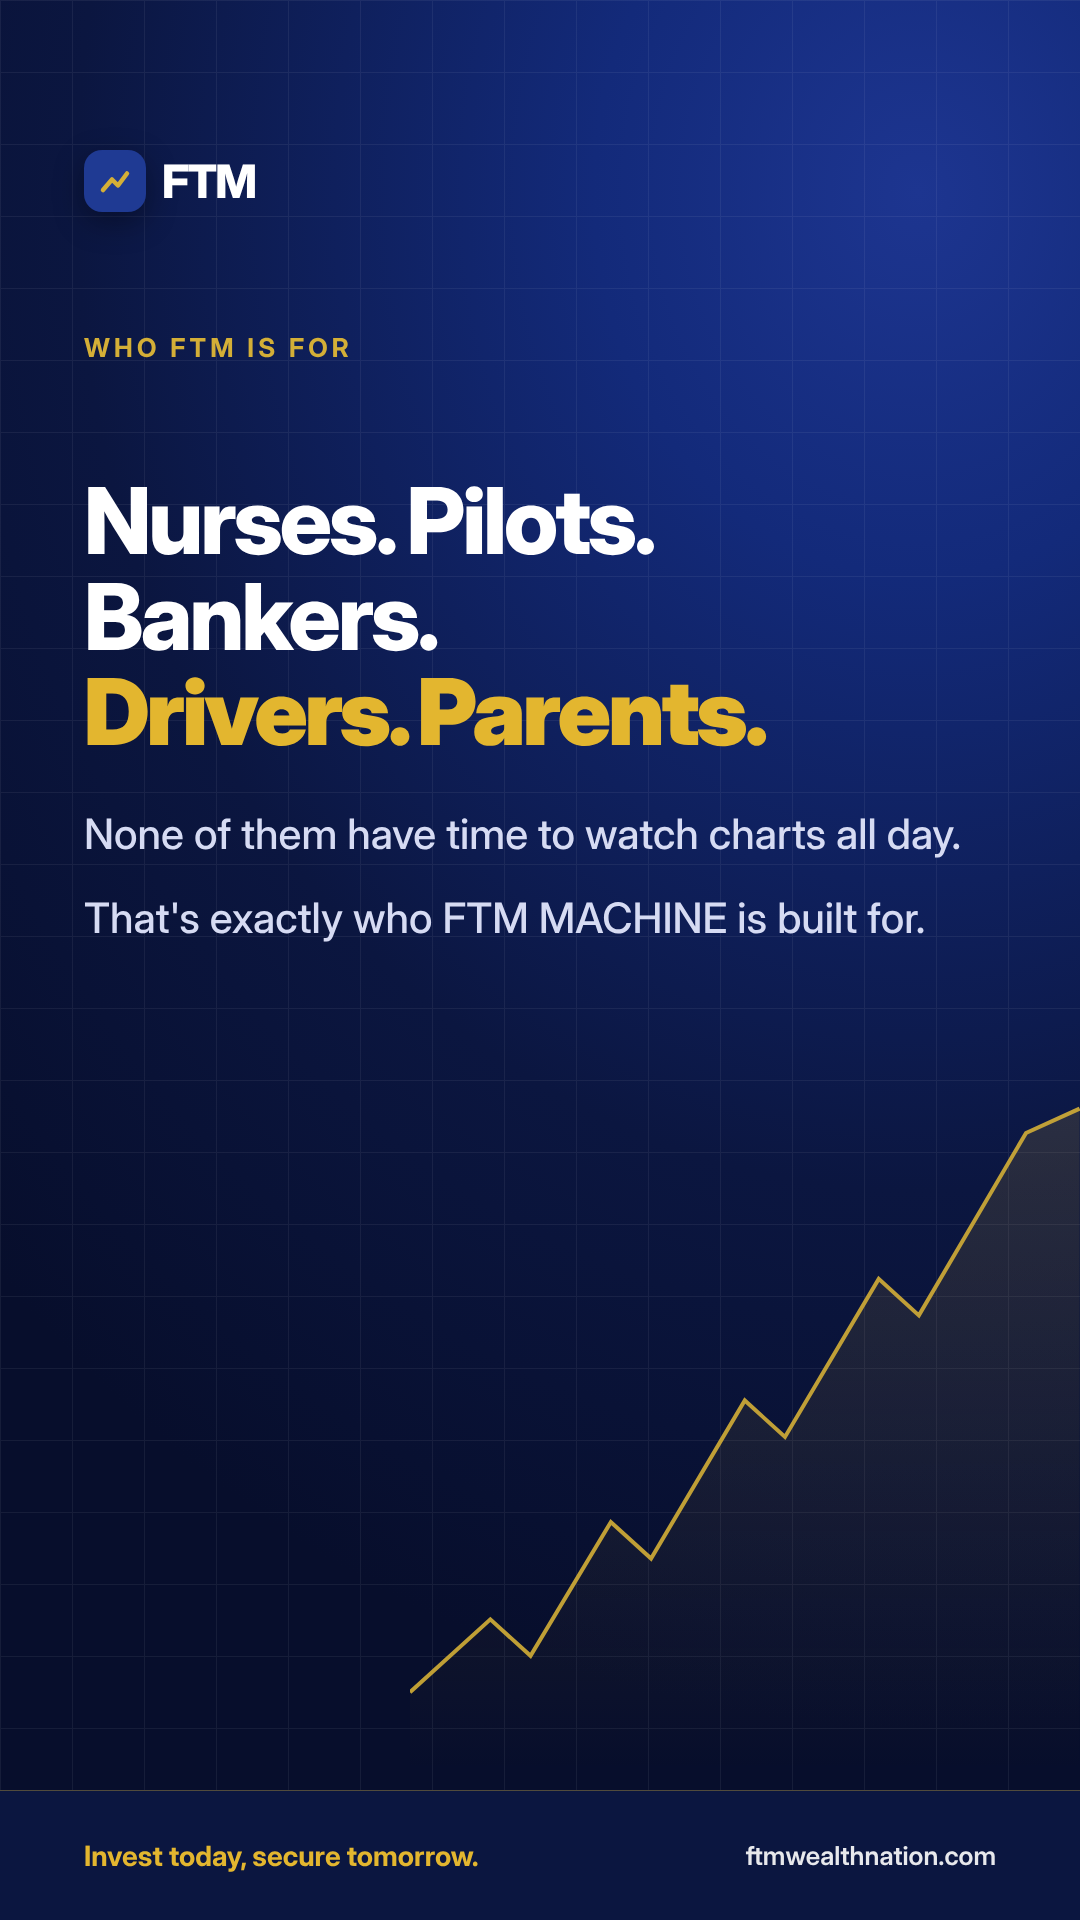 FTM
WHO FTM IS FOR
Nurses. Pilots.
Bankers.
Drivers. Parents.
None of them have time to watch charts all day.
That's exactly who FTM MACHINE is built for.
Invest today, secure tomorrow.
ftmwealthnation.com